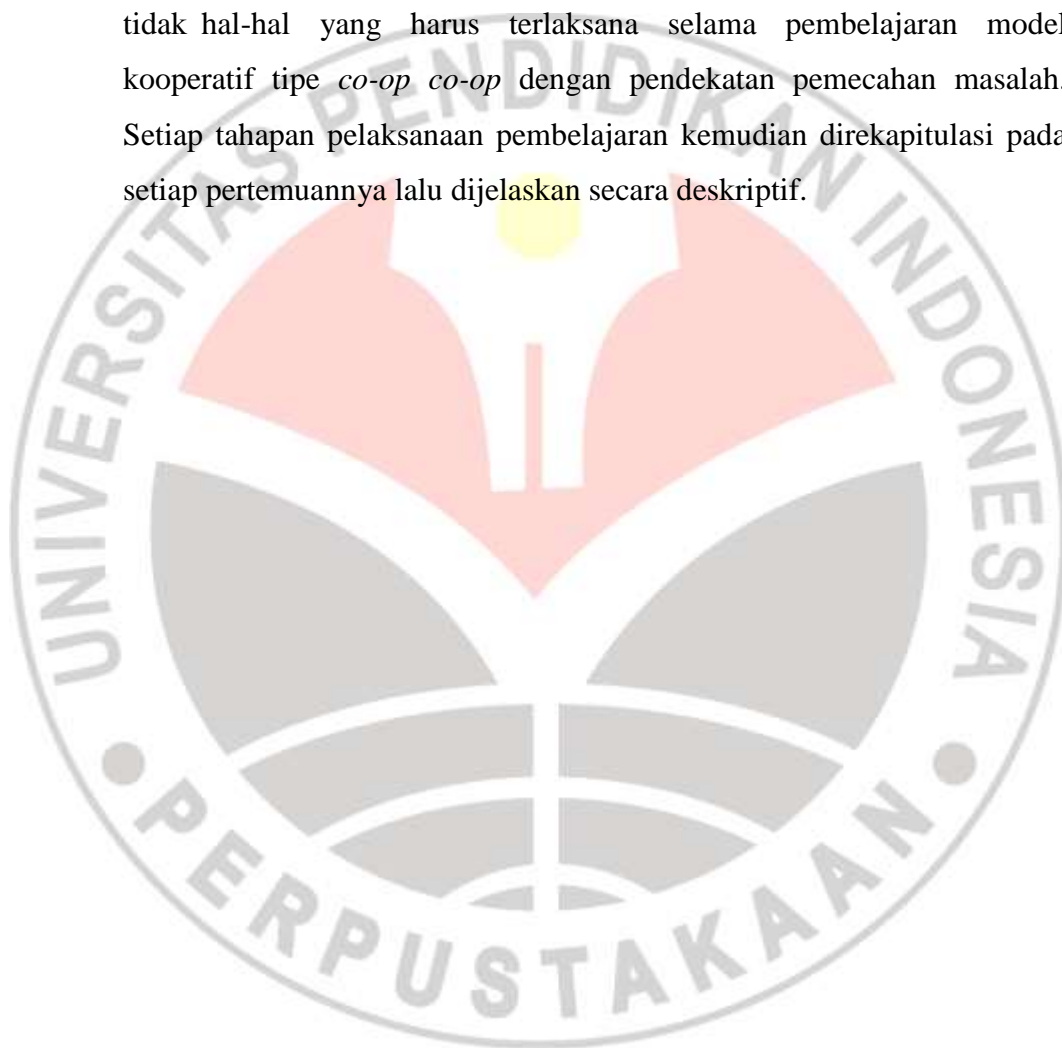 tidak hal-hal yang harus terlaksana selama pembelajaran model
kooperatif tipe co-op co-op dengan pendekatan pemecahan masalah.
Setiap tahapan pelaksanaan pembelajaran kemudian direkapitulasi pada
setiap pertemuannya lalu dijelaskan secara deskriptif.
UNIVERSITAS PENDIDIKAN INDONESIA
PERPUSTAKAAN